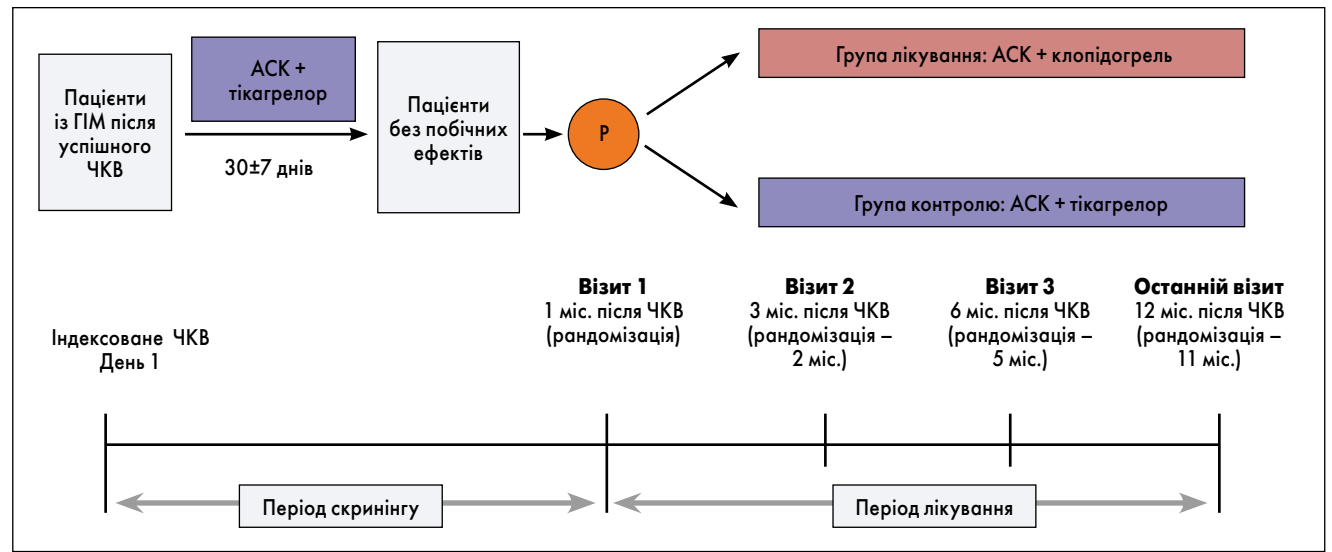 Пацієнти
із ГІМ після
успішного
ЧКВ
АСК +
тікагрелор
30±7 днів
Пацієнти
без побічних
ефектів
Р
Група лікування: АСК + клопідогрель
Група контролю: АСК + тікагрелор
Індексоване ЧКВ
День 1
Візит 1
1 міс. після ЧКВ
(рандомізація)
Візит 2
3 міс. після ЧКВ
(рандомізація –
2 міс.)
Візит 3
6 міс. після ЧКВ
(рандомізація –
5 міс.)
Останній візит
12 міс. після ЧКВ
(рандомізація –
11 міс.)
Період скринінгу
Період лікування